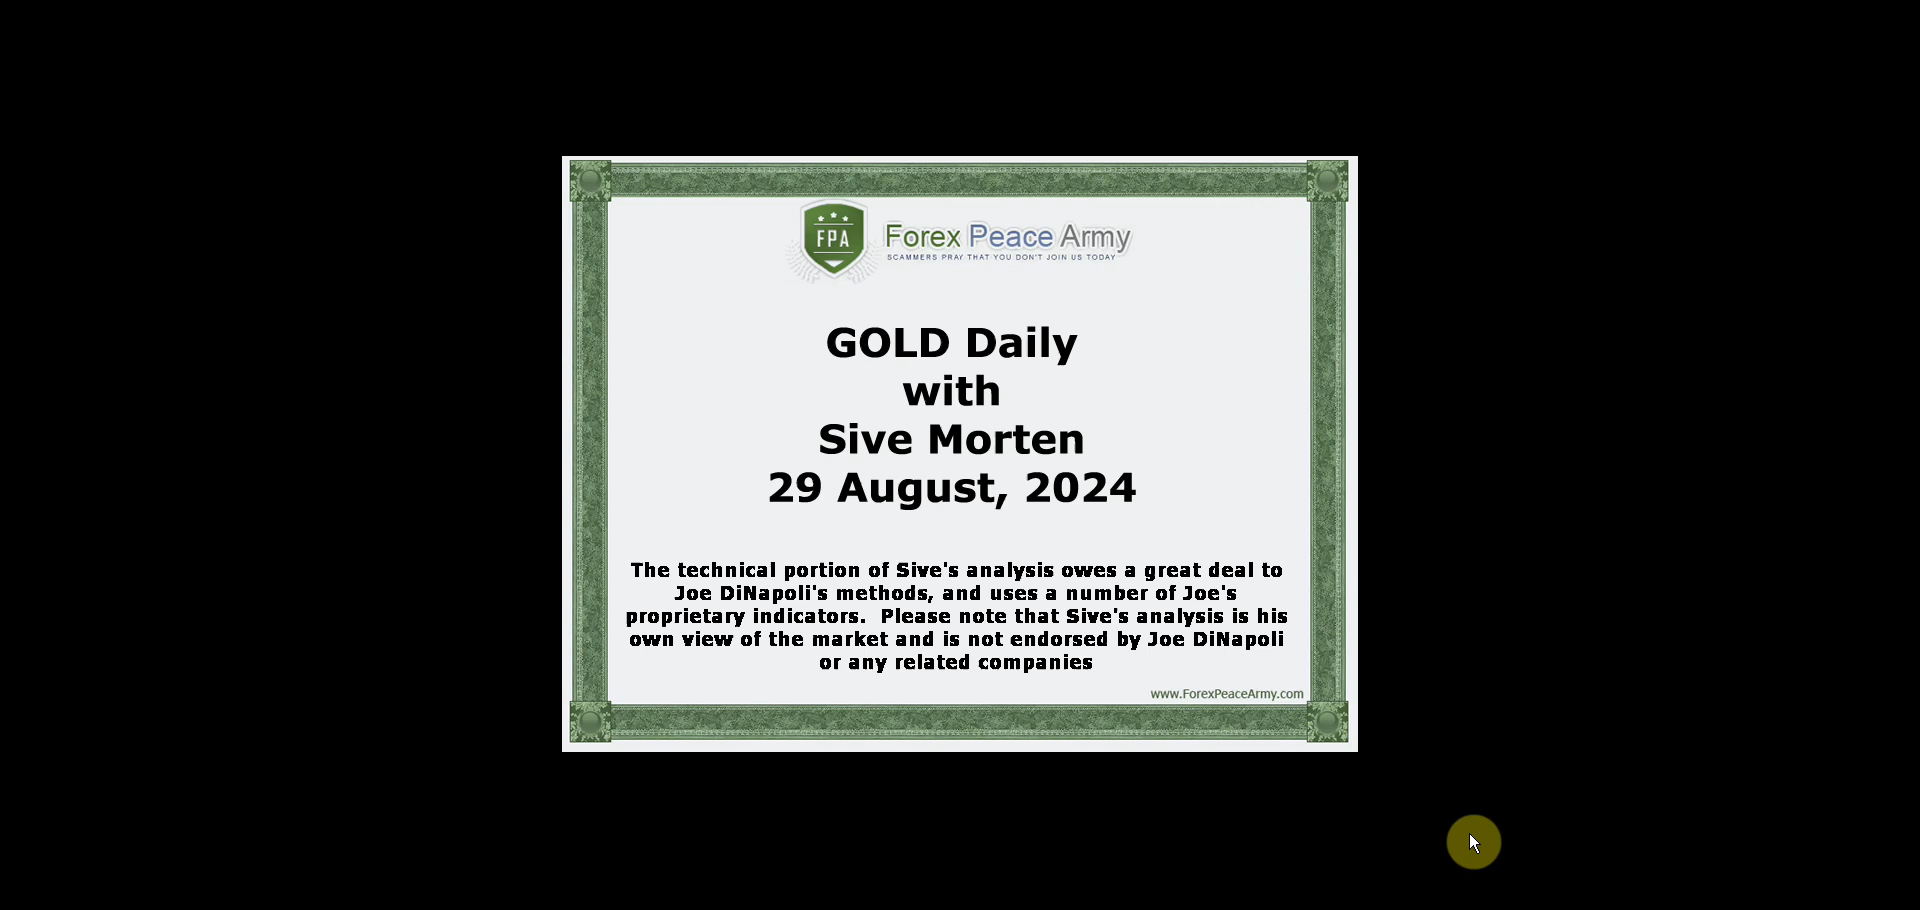 FPA
Forex Peace Army
SCAMMERS PRAY THAT YOU DON'T JOIN US TODAY
GOLD Daily
with
Sive Morten
29 August, 2024
The technical portion of Sive's analysis owes a great deal to
Joe DiNapoli's methods, and uses a number of Joe's
proprietary indicators.  Please note that Sive's analysis is his
own view of the market and is not endorsed by Joe DiNapoli
or any related companies
www.ForexPeaceArmy.com